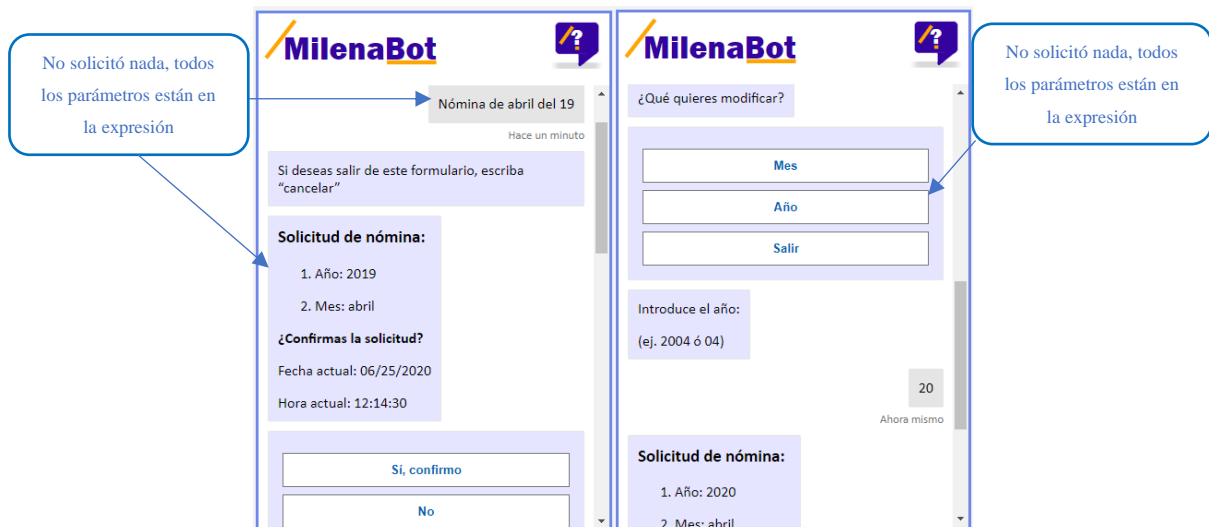 No solicitó nada, todos
los parámetros están en
la expresión
MilenaBot
/?
Nómina de abril del 19
Hace un minuto
Si deseas salir de este formulario, escriba
“cancelar”
Solicitud de nómina:
1. Año: 2019
2. Mes: abril
¿Confirmas la solicitud?
Fecha actual: 06/25/2020
Hora actual: 12:14:30
Sí, confirmo
No
MilenaBot
/?
¿Qué quieres modificar?
Mes
Año
Salir
Introduce el año:
(ej. 2004 ó 04)
20
Ahora mismo
Solicitud de nómina:
1. Año: 2020
2. Mes: abril
No solicitó nada, todos
los parámetros están en
la expresión